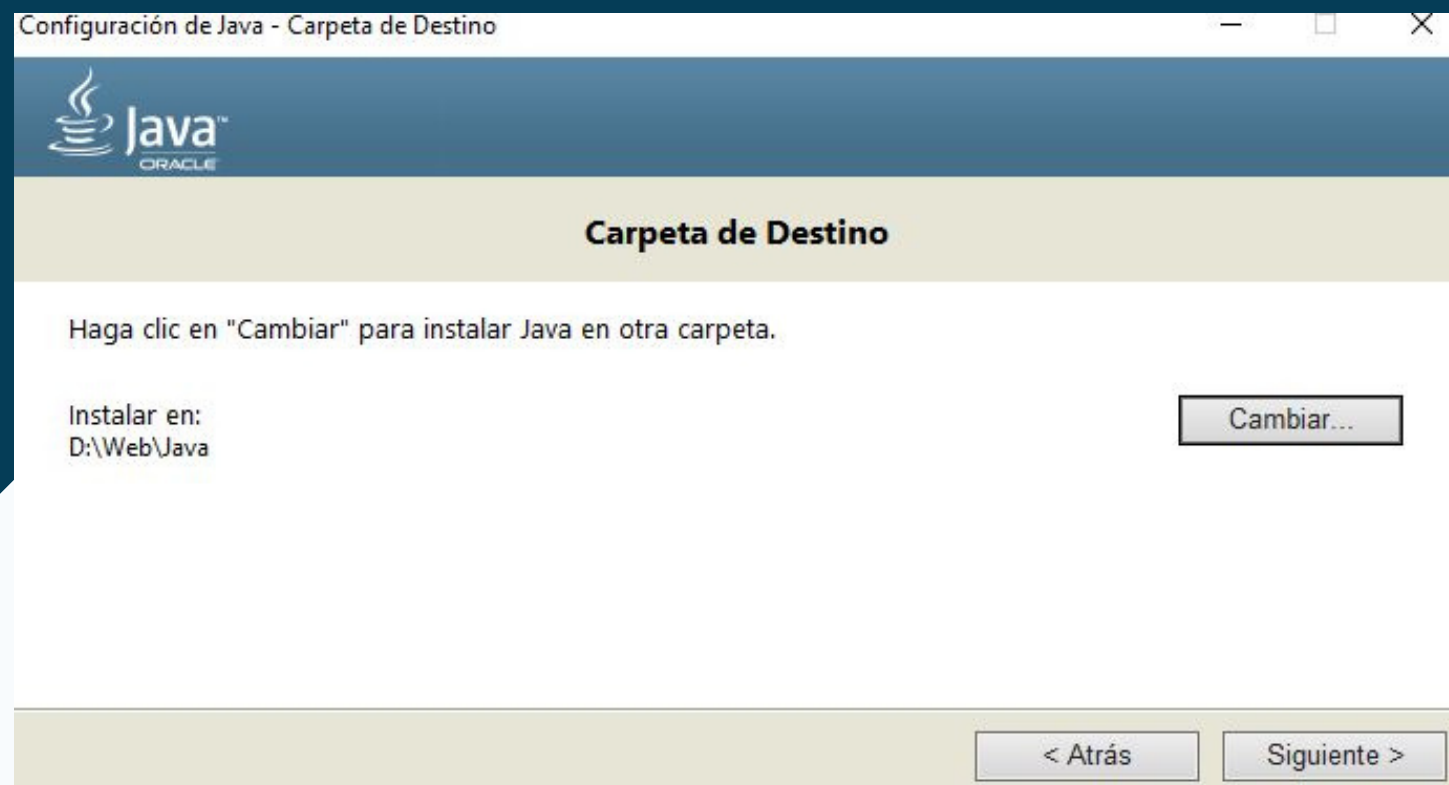 Configuración de Java - Carpeta de Destino
Java™
ORACLE
Carpeta de Destino
Haga clic en "Cambiar" para instalar Java en otra carpeta.
Instalar en:
D:\Web\Java
Cambiar...
< Atrás
Siguiente >